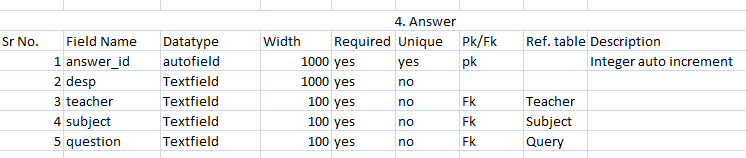 4. Answer
Sr No. Field Name Datatype Width Required Unique Pk/Fk Ref. table Description
1 answer_id autofield 1000 yes yes pk Integer auto increment
2 desp Textfield 1000 yes no
3 teacher Textfield 100 yes no Fk Teacher
4 subject Textfield 100 yes no Fk Subject
5 question Textfield 100 yes no Fk Query